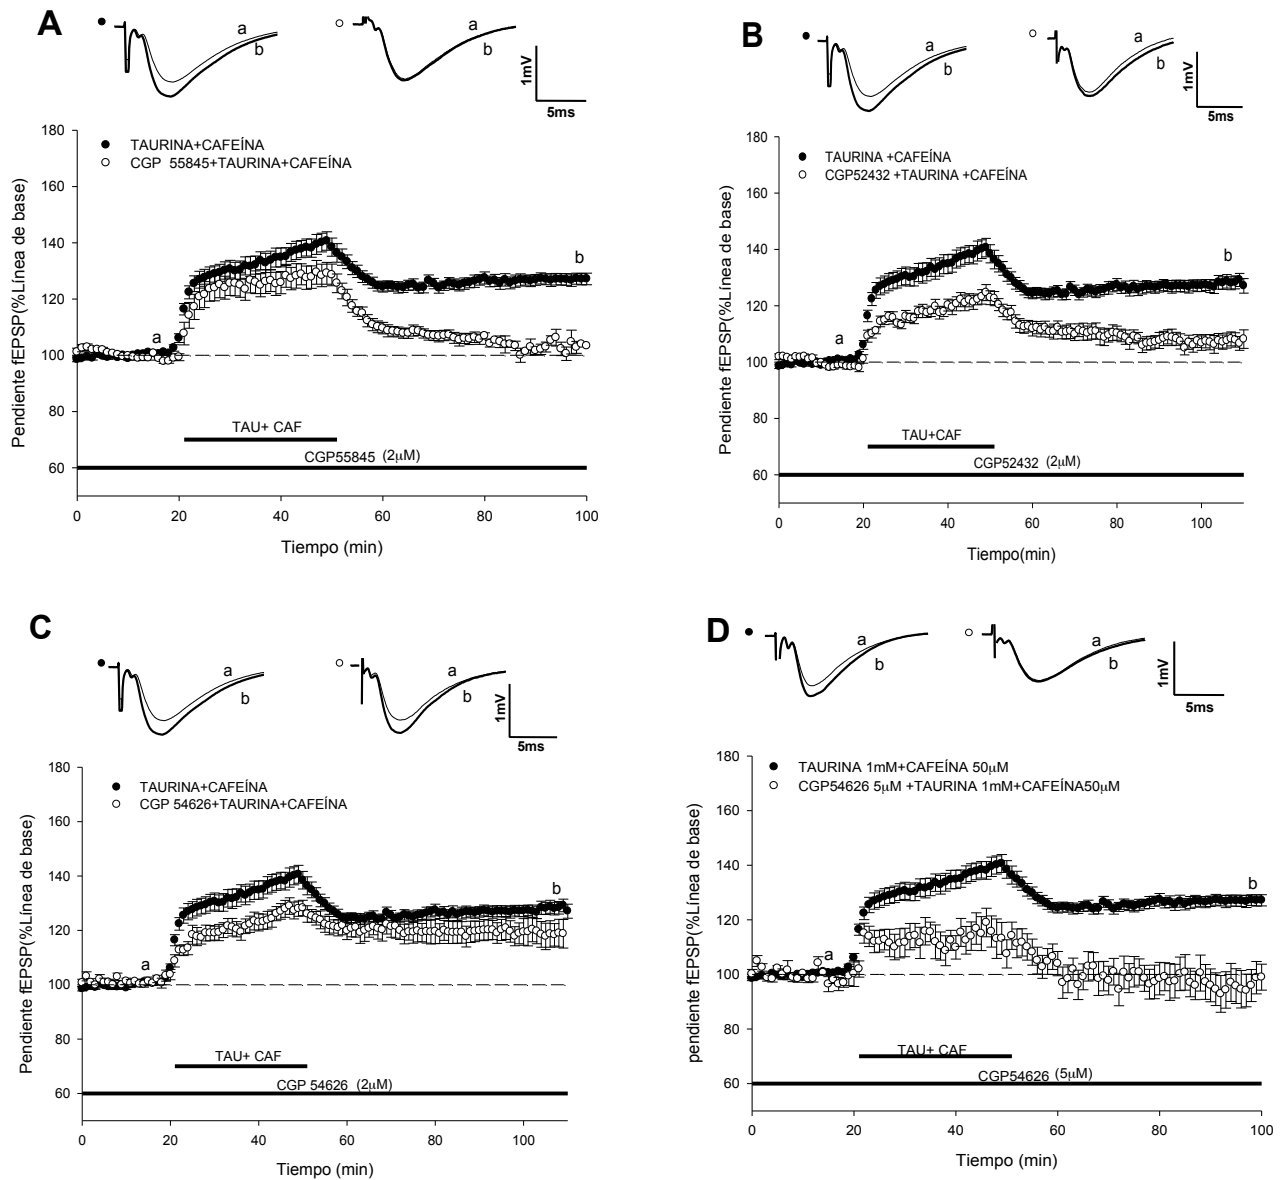 A
a
b
a
b
1mV
5ms
180
160
140
120
100
80
60
0
20
40
60
80
100
TAURINA+CAFEÍNA
CGP 55845+TAURINA+CAFEÍNA
a
b
TAU+ CAF
CGP55845 (2μM)
Pendiente fEPSP(%Línea de base)
Tiempo (min)
B
a
b
a
b
1mV
5ms
180
160
140
120
100
80
60
0
20
40
60
80
100
TAURINA +CAFEÍNA
CGP52432 +TAURINA +CAFEÍNA
a
b
TAU+CAF
CGP52432 (2μM)
Pendiente fEPSP(%Línea de base)
Tiempo(min)
C
a
b
a
b
1mV
5ms
180
160
140
120
100
80
60
0
20
40
60
80
100
TAURINA+CAFEÍNA
CGP 54626+TAURINA+CAFEÍNA
a
b
TAU+ CAF
CGP 54626 (2μM)
Pendiente fEPSP(%Línea de base)
Tiempo (min)
D
a
b
a
b
1mV
5ms
180
160
140
120
100
80
60
0
20
40
60
80
100
TAURINA 1mM+CAFEÍNA 50μM
CGP54626 5μM +TAURINA 1mM+CAFEÍNA50μM
a
b
TAU+ CAF
CGP54626 (5μM)
pendiente fEPSP(%Línea de base)
Tiempo (min)